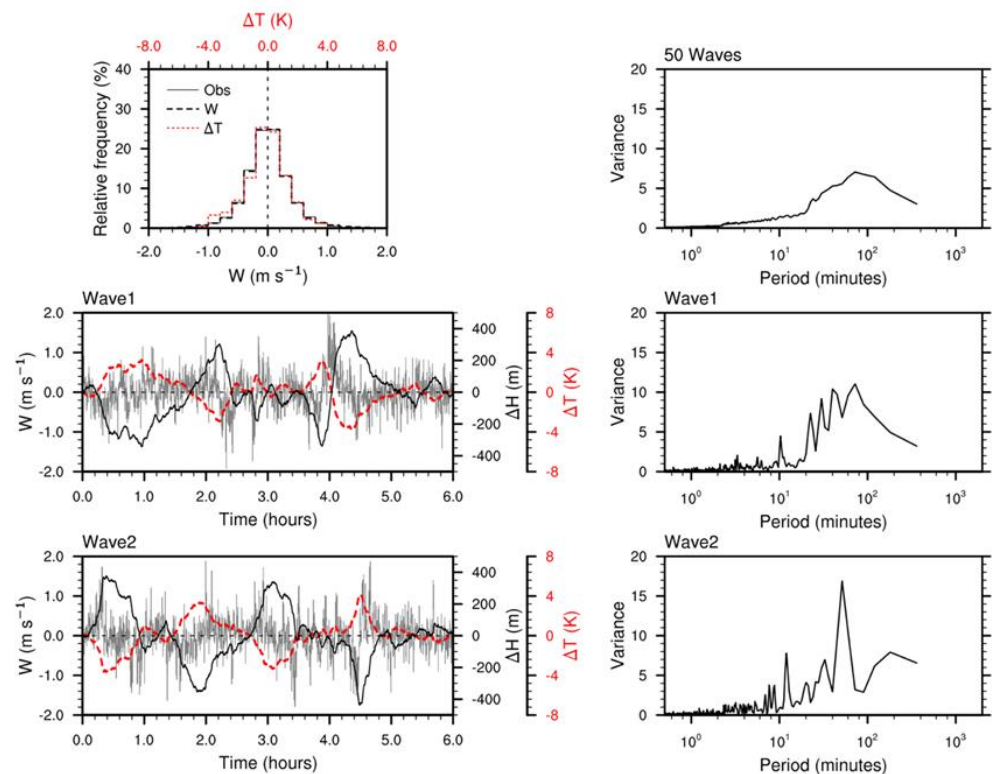 ΔT (K)
-8.0 -4.0 0.0 4.0 8.0
40
30
20
10
0
Relative frequency (%)
Obs
W
ΔT
-2.0 -1.0 0.0 1.0 2.0
W (m s⁻¹)
50 Waves
20
15
10
5
0
Variance
10⁰ 10¹ 10² 10³
Period (minutes)
Wave1
2.0
1.0
0.0
-1.0
-2.0
W (m s⁻¹)
400
200
0
-200
-400
ΔH (m)
8
4
0
-4
-8
ΔT (K)
0.0 1.0 2.0 3.0 4.0 5.0 6.0
Time (hours)
Wave1
20
15
10
5
0
Variance
10⁰ 10¹ 10² 10³
Period (minutes)
Wave2
2.0
1.0
0.0
-1.0
-2.0
W (m s⁻¹)
400
200
0
-200
-400
ΔH (m)
8
4
0
-4
-8
ΔT (K)
0.0 1.0 2.0 3.0 4.0 5.0 6.0
Time (hours)
Wave2
20
15
10
5
0
Variance
10⁰ 10¹ 10² 10³
Period (minutes)